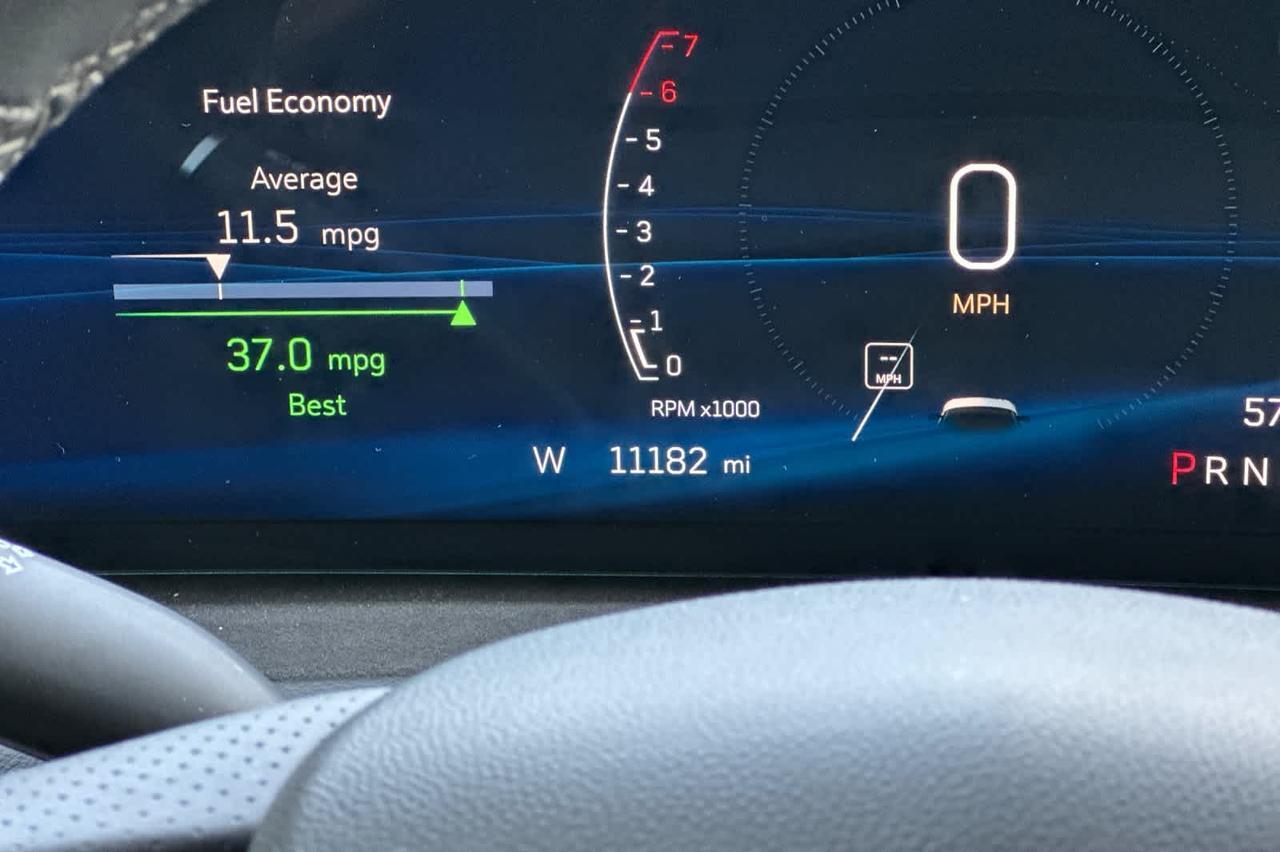 Fuel Economy
Average
11.5 mpg
37.0 mpg
Best
7
6
5
4
3
2
1
0
RPM x1000
W 11182 mi
0
MPH
--
MPH
57
P R N